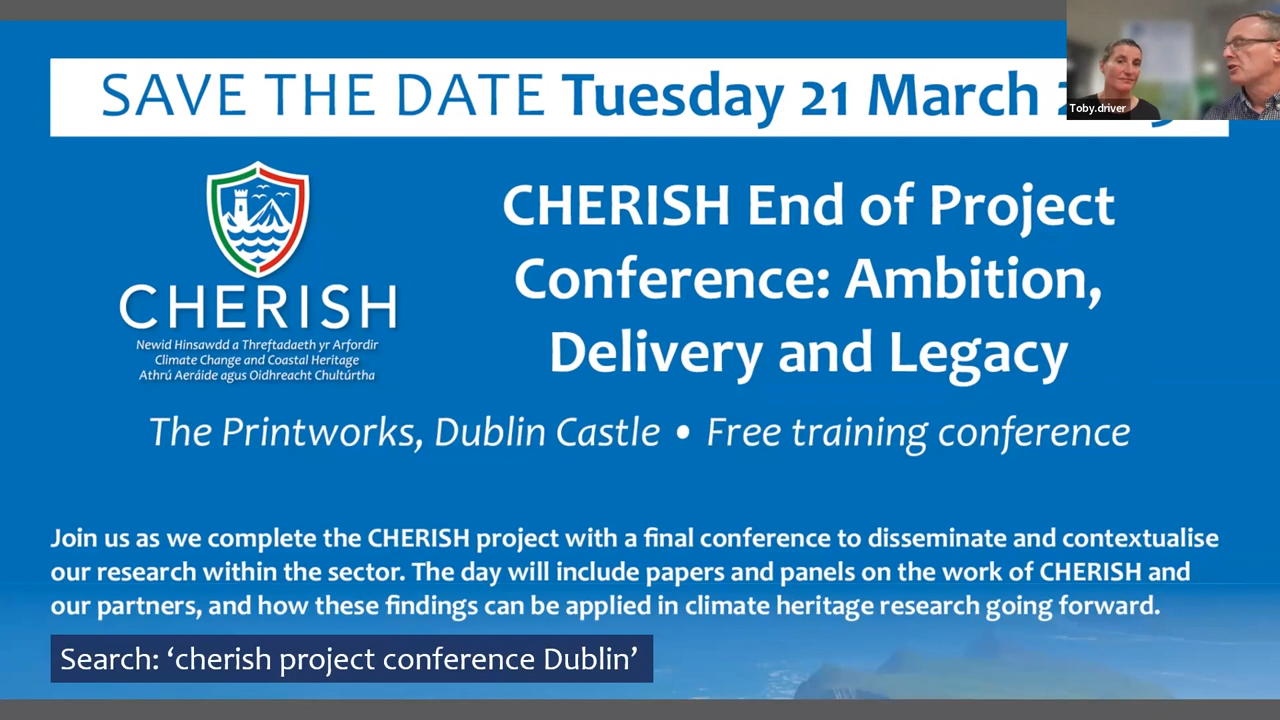 SAVE THE DATE Tuesday 21 March
Toby.driver
CHERISH
Newid Hinsawdd a Threftadaeth yr Arfordir
Climate Change and Coastal Heritage
Athrú Aeráide agus Oidhreacht Chultúrtha
CHERISH End of Project
Conference: Ambition,
Delivery and Legacy
The Printworks, Dublin Castle • Free training conference
Join us as we complete the CHERISH project with a final conference to disseminate and contextualise
our research within the sector. The day will include papers and panels on the work of CHERISH and
our partners, and how these findings can be applied in climate heritage research going forward.
Search: ‘cherish project conference Dublin’